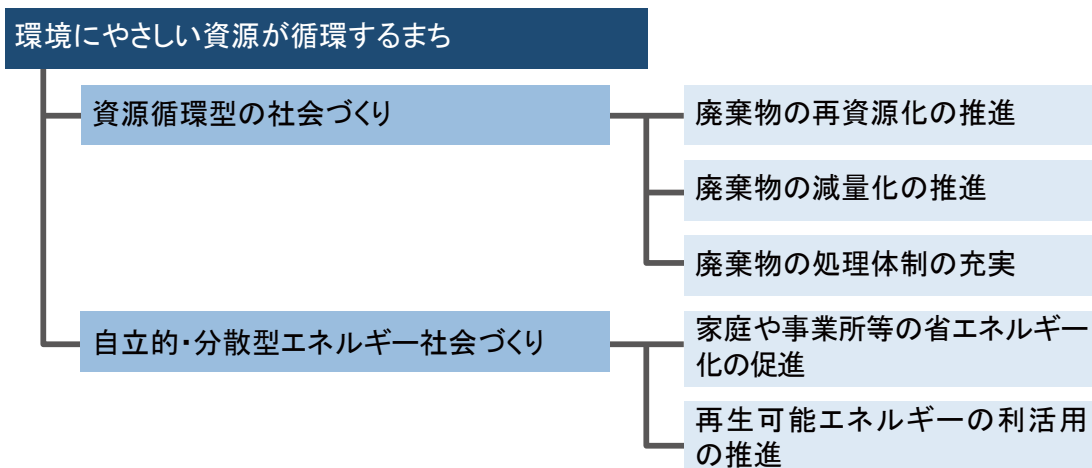 環境にやさしい資源が循環するまち
資源循環型の社会づくり
廃棄物の再資源化の推進
廃棄物の減量化の推進
廃棄物の処理体制の充実
自立的・分散型エネルギー社会づくり
家庭や事業所等の省エネルギー
化の促進
再生可能エネルギーの利活用
の推進